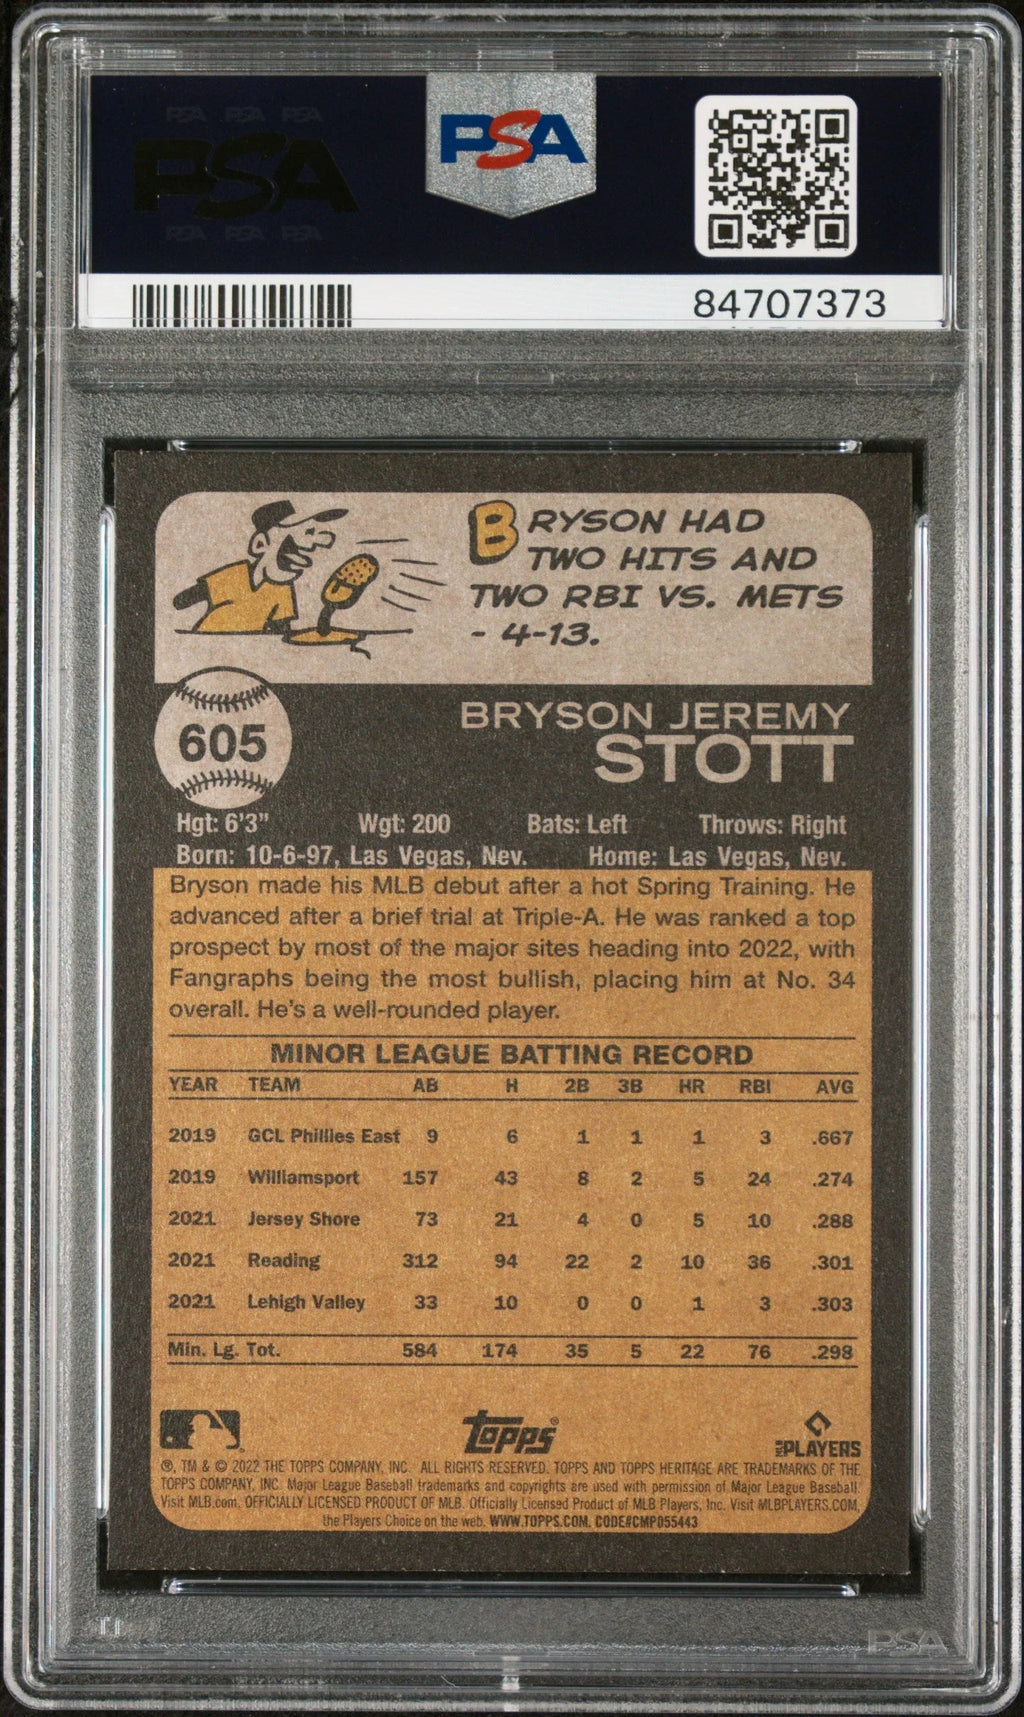 PSA PSA PSA
PSA
PSA PSA PSA
PSA
84707373
BRYSON HAD
TWO HITS AND
TWO RBI VS. METS
- 4-13.
605
BRYSON JEREMY
STOTT
Hgt: 6'3" Wgt: 200 Bats: Left Throws: Right
Born: 10-6-97, Las Vegas, Nev. Home: Las Vegas, Nev.
Bryson made his MLB debut after a hot Spring Training. He
advanced after a brief trial at Triple-A. He was ranked a top
prospect by most of the major sites heading into 2022, with
Fangraphs being the most bullish, placing him at No. 34
overall. He's a well-rounded player.
MINOR LEAGUE BATTING RECORD
YEAR TEAM AB H 2B 3B HR RBI AVG
2019 GCL Phillies East 9 6 1 1 1 3 .667
2019 Williamsport 157 43 8 2 5 24 .274
2021 Jersey Shore 73 21 4 0 5 10 .288
2021 Reading 312 94 22 2 10 36 .301
2021 Lehigh Valley 33 10 0 0 1 3 .303
Min. Lg. Tot. 584 174 35 5 22 76 .298
Topps®
MLB PLAYERS
®, TM & © 2022 THE TOPPS COMPANY, INC. ALL RIGHTS RESERVED. TOPPS AND TOPPS HERITAGE ARE TRADEMARKS OF THE
TOPPS COMPANY, INC. Major League Baseball trademarks and copyrights are used with permission of Major League Baseball.
Visit MLB.com. OFFICIALLY LICENSED PRODUCT OF MLB. Officially Licensed Product of MLB Players, Inc. Visit MLBPLAYERS.COM,
the Players Choice on the web. WWW.TOPPS.COM. CODE#CMP055443
PSA